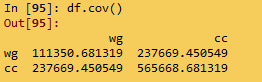 In [95]: df.cov()
Out[95]:
wg cc
wg 111350.681319 237669.450549
cc 237669.450549 565668.681319